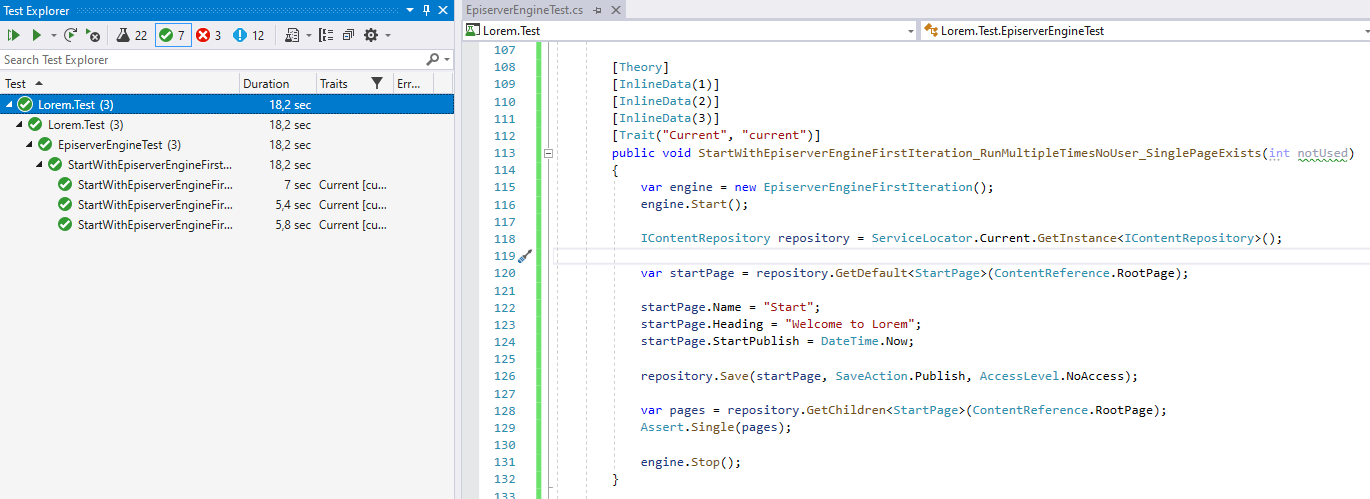 Test Explorer
22 7 3 12
Search Test Explorer
Test Duration Traits Err...
Lorem.Test (3) 18,2 sec
Lorem.Test (3) 18,2 sec
EpiserverEngineTest (3) 18,2 sec
StartWithEpiserverEngineFirst... 18,2 sec
StartWithEpiserverEngineFir... 7 sec Current [cu...
StartWithEpiserverEngineFir... 5,4 sec Current [cu...
StartWithEpiserverEngineFir... 5,8 sec Current [cu...
EpiserverEngineTest.cs
Lorem.Test Lorem.Test.EpiserverEngineTest
107
108 [Theory]
109 [InlineData(1)]
110 [InlineData(2)]
111 [InlineData(3)]
112 [Trait("Current", "current")]
113 public void StartWithEpiserverEngineFirstIteration_RunMultipleTimesNoUser_SinglePageExists(int notUsed)
114 {
115 var engine = new EpiserverEngineFirstIteration();
116 engine.Start();
117
118 IContentRepository repository = ServiceLocator.Current.GetInstance<IContentRepository>();
119
120 var startPage = repository.GetDefault<StartPage>(ContentReference.RootPage);
121
122 startPage.Name = "Start";
123 startPage.Heading = "Welcome to Lorem";
124 startPage.StartPublish = DateTime.Now;
125
126 repository.Save(startPage, SaveAction.Publish, AccessLevel.NoAccess);
127
128 var pages = repository.GetChildren<StartPage>(ContentReference.RootPage);
129 Assert.Single(pages);
130
131 engine.Stop();
132 }
133